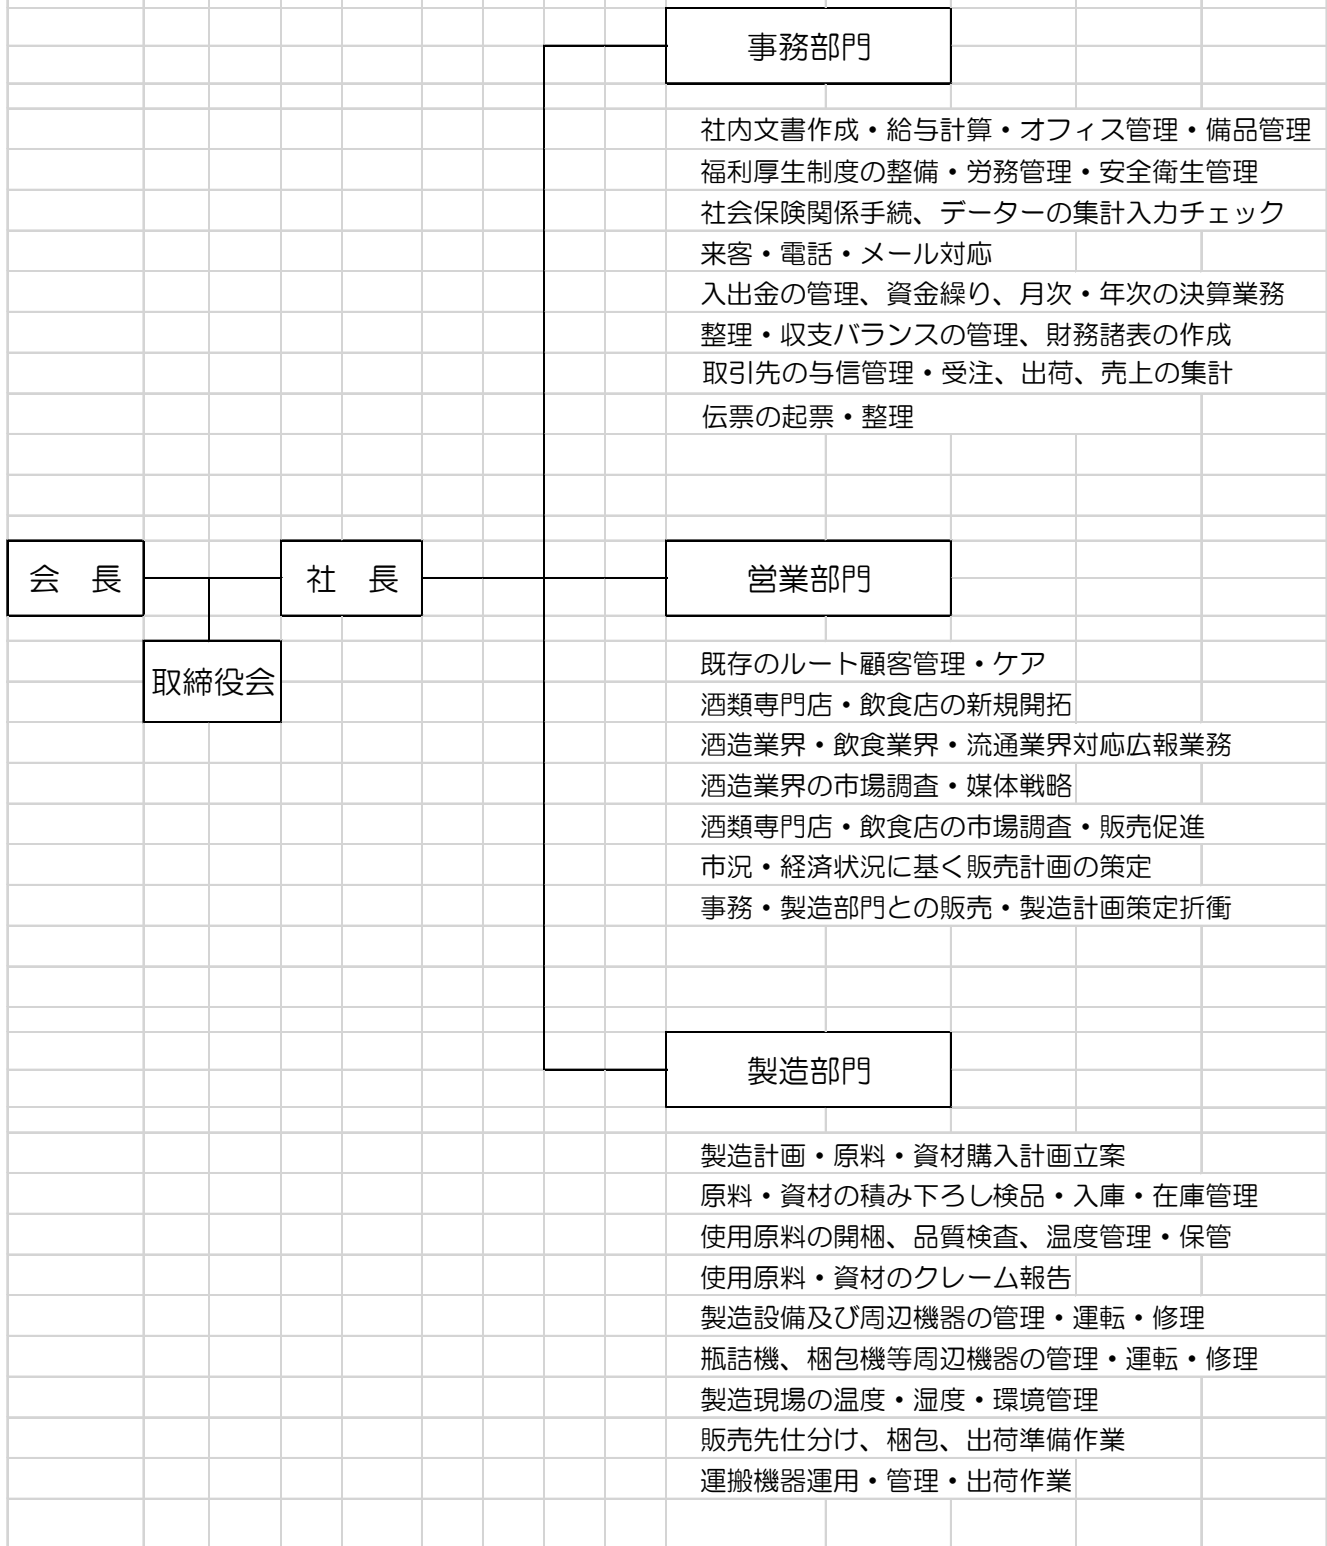 事務部門
社内文書作成・給与計算・オフィス管理・備品管理
福利厚生制度の整備・労務管理・安全衛生管理
社会保険関係手続、データーの集計入力チェック
来客・電話・メール対応
入出金の管理、資金繰り、月次・年次の決算業務
整理・収支バランスの管理、財務諸表の作成
取引先の与信管理・受注、出荷、売上の集計
伝票の起票・整理
会　長
社　長
営業部門
取締役会
既存のルート顧客管理・ケア
酒類専門店・飲食店の新規開拓
酒造業界・飲食業界・流通業界対応広報業務
酒造業界の市場調査・媒体戦略
酒類専門店・飲食店の市場調査・販売促進
市況・経済状況に基く販売計画の策定
事務・製造部門との販売・製造計画策定折衝
製造部門
製造計画・原料・資材購入計画立案
原料・資材の積み下ろし検品・入庫・在庫管理
使用原料の開梱、品質検査、温度管理・保管
使用原料・資材のクレーム報告
製造設備及び周辺機器の管理・運転・修理
瓶詰機、梱包機等周辺機器の管理・運転・修理
製造現場の温度・湿度・環境管理
販売先仕分け、梱包、出荷準備作業
運搬機器運用・管理・出荷作業